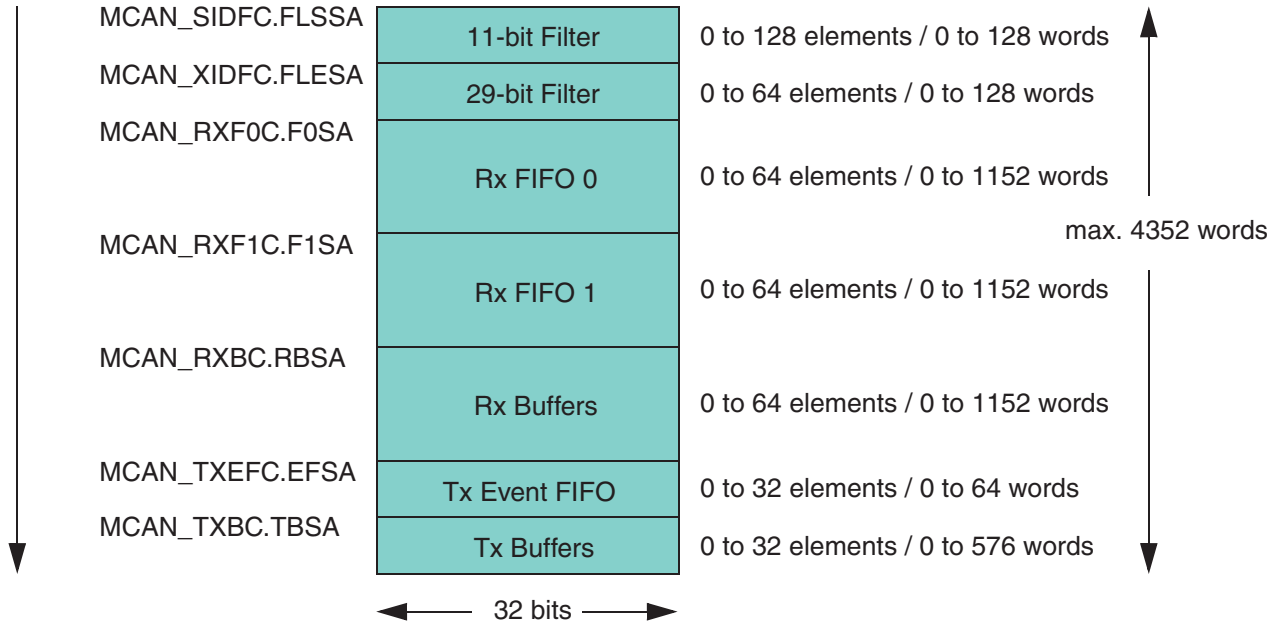 MCAN_SIDFC.FLSSA
11-bit Filter
0 to 128 elements / 0 to 128 words
MCAN_XIDFC.FLESA
29-bit Filter
0 to 64 elements / 0 to 128 words
MCAN_RXF0C.F0SA
Rx FIFO 0
0 to 64 elements / 0 to 1152 words
max. 4352 words
MCAN_RXF1C.F1SA
Rx FIFO 1
0 to 64 elements / 0 to 1152 words
MCAN_RXBC.RBSA
Rx Buffers
0 to 64 elements / 0 to 1152 words
MCAN_TXEFC.EFSA
Tx Event FIFO
0 to 32 elements / 0 to 64 words
MCAN_TXBC.TBSA
Tx Buffers
0 to 32 elements / 0 to 576 words
32 bits